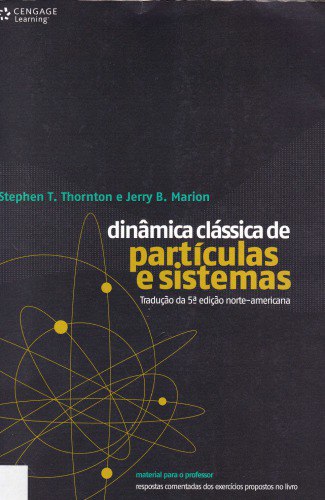 CENGAGE
Learning™
Stephen T. Thornton e Jerry B. Marion
dinâmica clássica de
partículas
e sistemas
Tradução da 5ª edição norte-americana
material para o professor
respostas comentadas dos exercícios propostos no livro